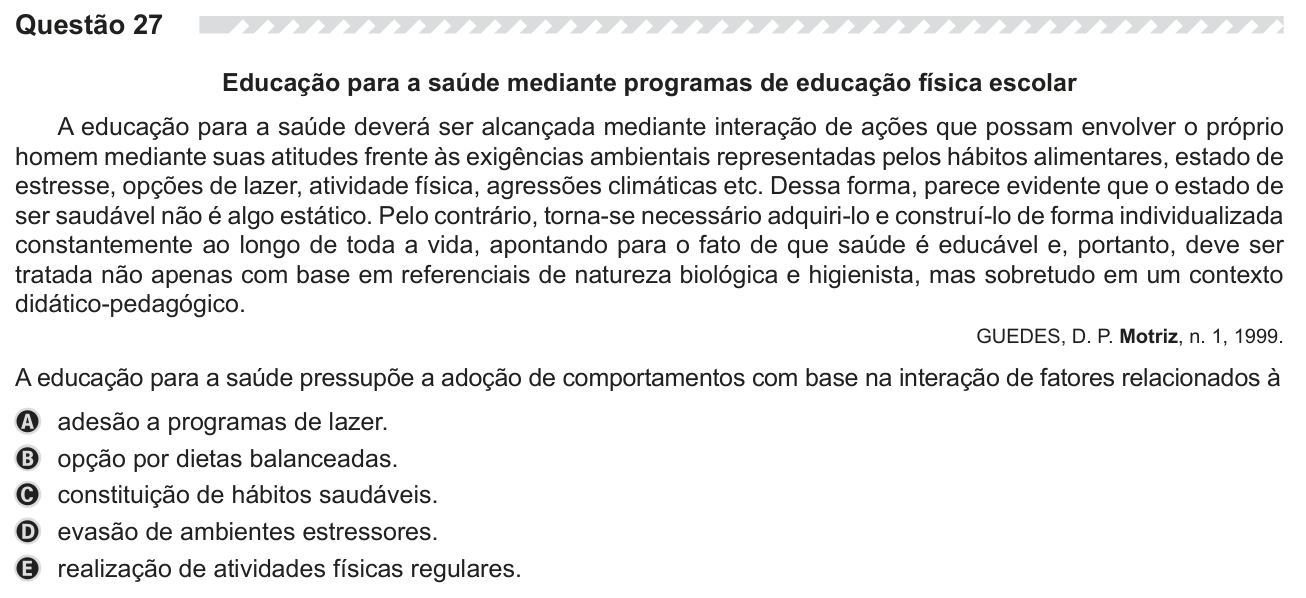 Questão 27
Educação para a saúde mediante programas de educação física escolar
A educação para a saúde deverá ser alcançada mediante interação de ações que possam envolver o próprio
homem mediante suas atitudes frente às exigências ambientais representadas pelos hábitos alimentares, estado de
estresse, opções de lazer, atividade física, agressões climáticas etc. Dessa forma, parece evidente que o estado de
ser saudável não é algo estático. Pelo contrário, torna-se necessário adquiri-lo e construí-lo de forma individualizada
constantemente ao longo de toda a vida, apontando para o fato de que saúde é educável e, portanto, deve ser
tratada não apenas com base em referenciais de natureza biológica e higienista, mas sobretudo em um contexto
didático-pedagógico.
GUEDES, D. P. Motriz, n. 1, 1999.
A educação para a saúde pressupõe a adoção de comportamentos com base na interação de fatores relacionados à
A adesão a programas de lazer.
B opção por dietas balanceadas.
C constituição de hábitos saudáveis.
D evasão de ambientes estressores.
E realização de atividades físicas regulares.